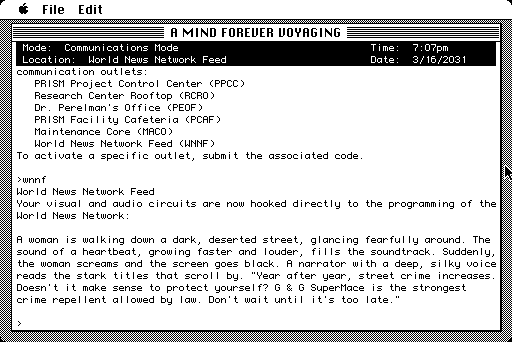 File Edit
A MIND FOREVER VOYAGING
Mode: Communications Mode Time: 7:07pm
Location: World News Network Feed Date: 3/16/2031
communication outlets:
PRISM Project Control Center (PPCC)
Research Center Rooftop (RCRO)
Dr. Perelman's Office (PEOF)
PRISM Facility Cafeteria (PCAF)
Maintenance Core (MACO)
World News Network Feed (WNNF)
To activate a specific outlet, submit the associated code.
>wnnf
World News Network Feed
Your visual and audio circuits are now hooked directly to the programming of the
World News Network:
A woman is walking down a dark, deserted street, glancing fearfully around. The
sound of a heartbeat, growing faster and louder, fills the soundtrack. Suddenly,
the woman screams and the screen goes black. A narrator with a deep, silky voice
reads the stark titles that scroll by. "Year after year, street crime increases.
Doesn't it make sense to protect yourself? G & G SuperMace is the strongest
crime repellent allowed by law. Don't wait until it's too late."
>